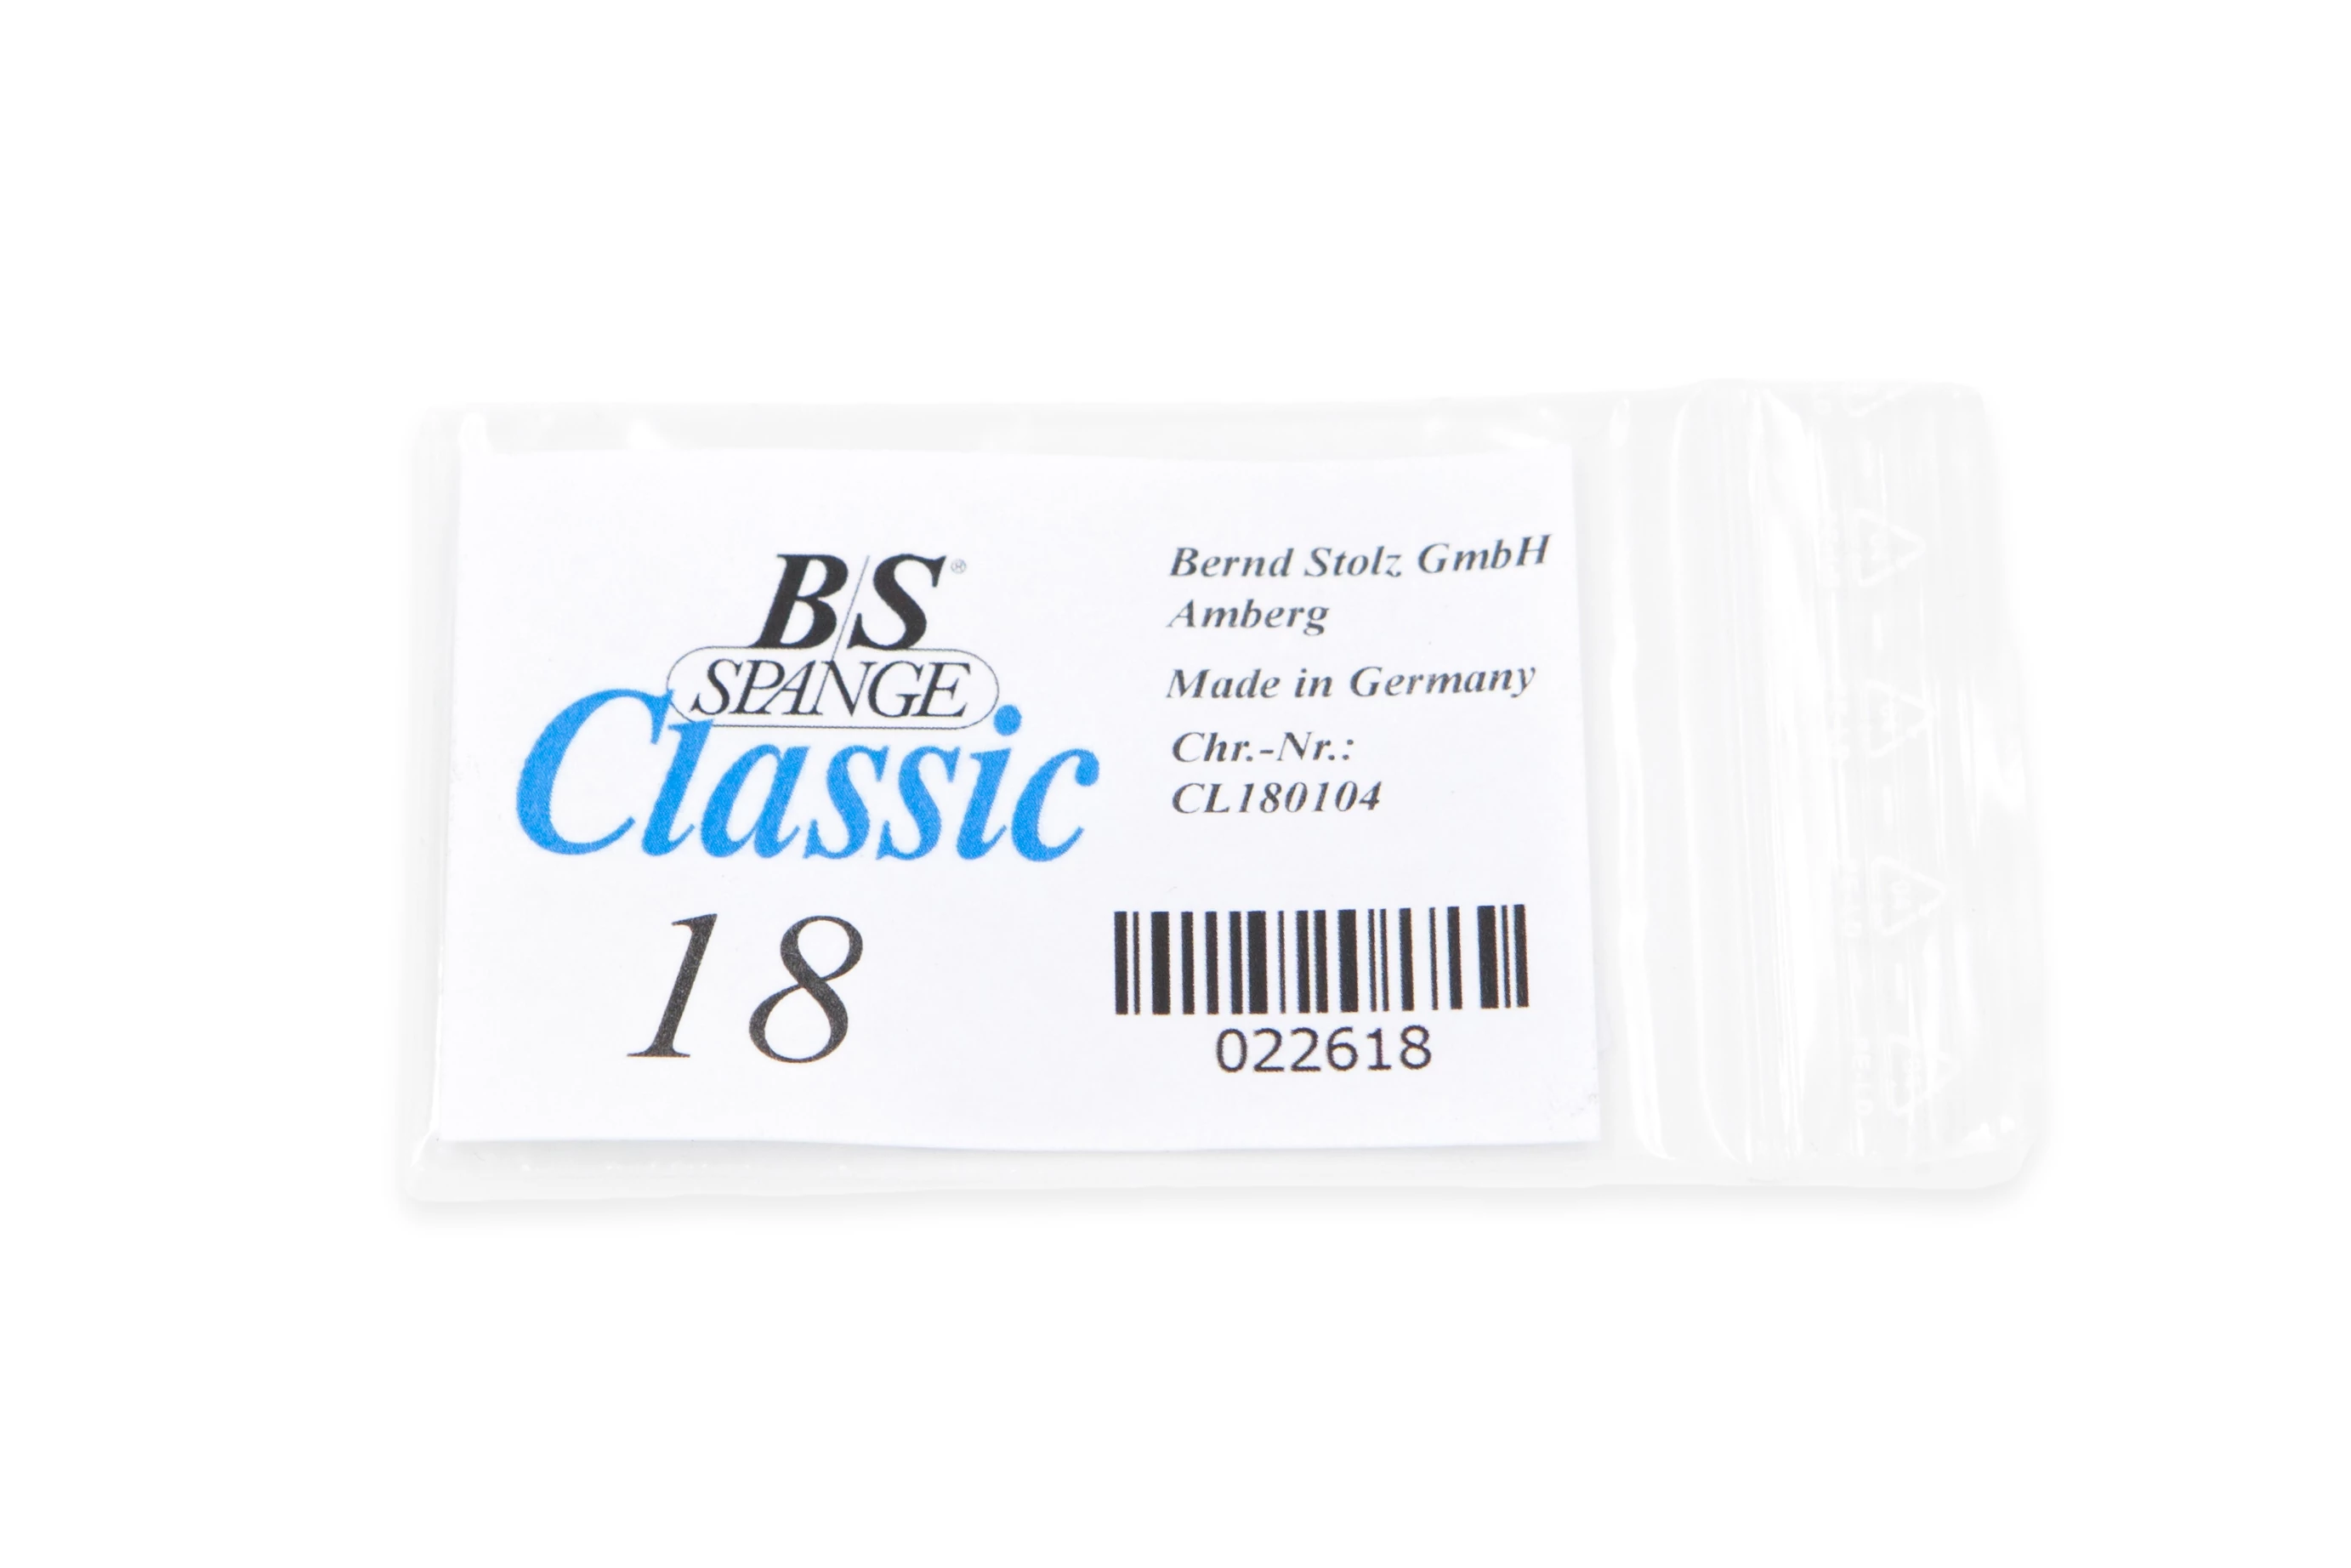 B/S®
SPANGE
Classic
18
Bernd Stolz GmbH
Amberg
Made in Germany
Chr.-Nr.:
CL180104
022618